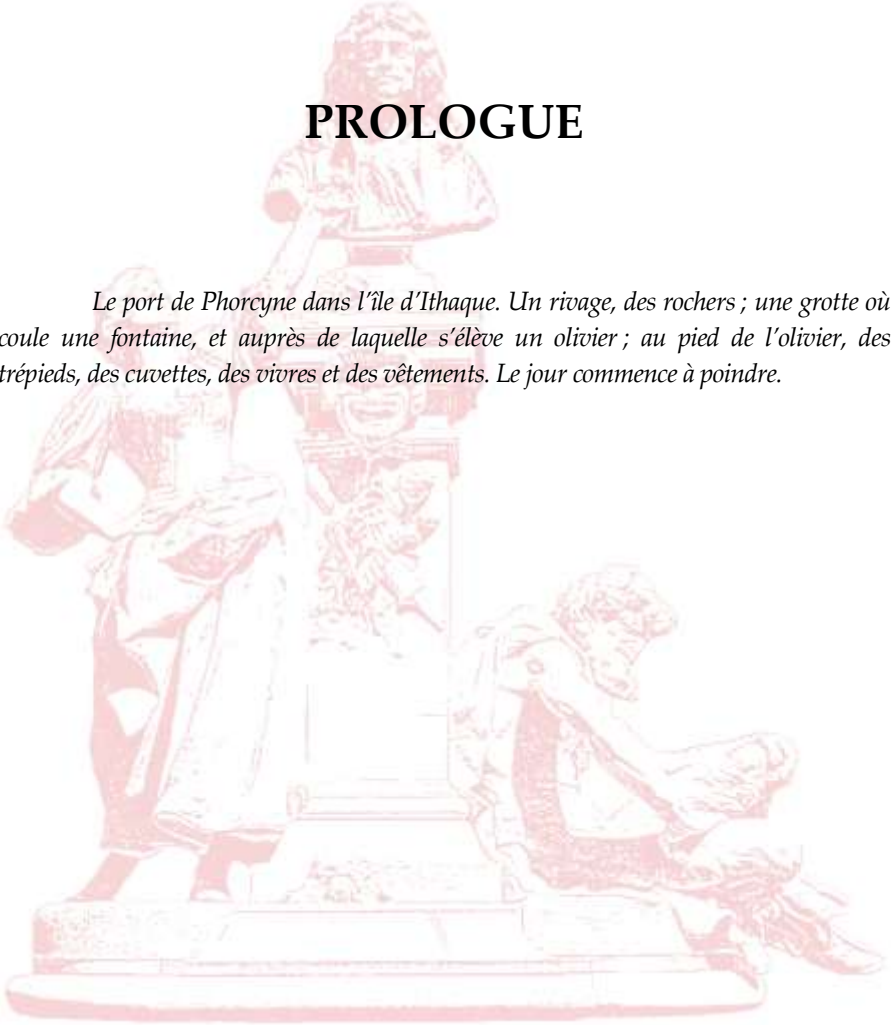 PROLOGUE
Le port de Phorcyne dans l’île d’Ithaque. Un rivage, des rochers ; une grotte où
coule une fontaine, et auprès de laquelle s’élève un olivier ; au pied de l’olivier, des
trépieds, des cuvettes, des vivres et des vêtements. Le jour commence à poindre.